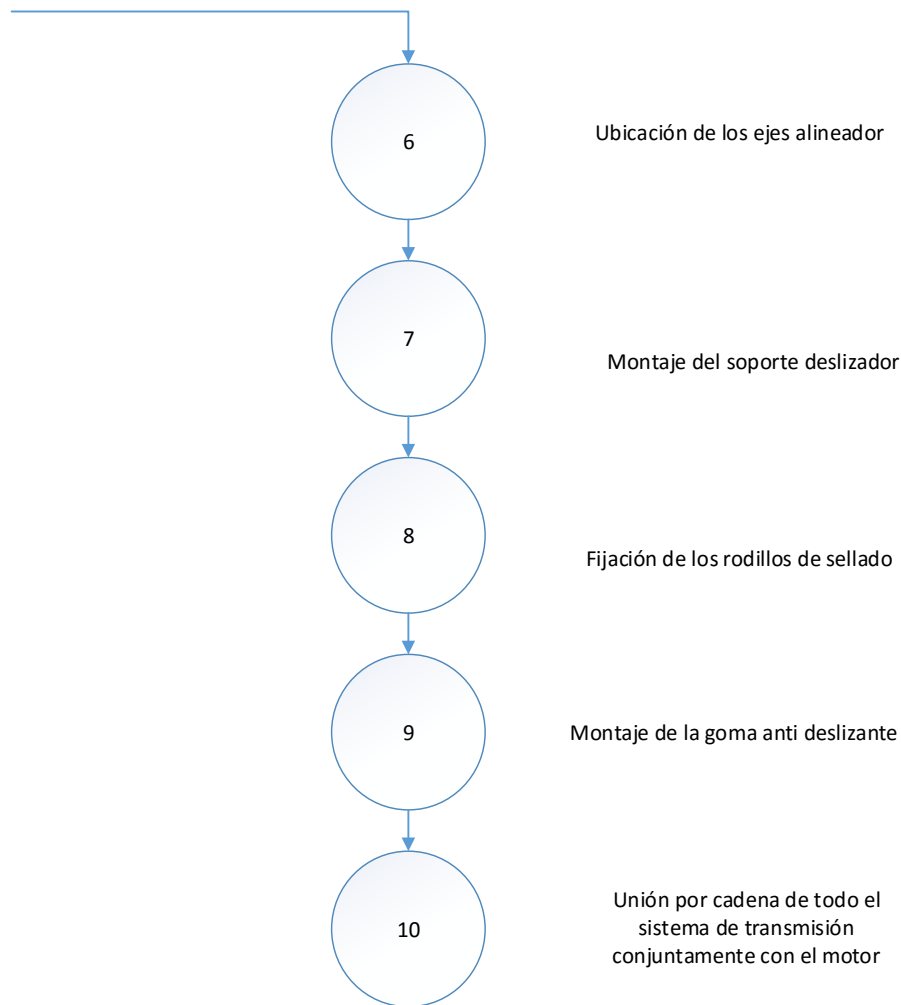 6
Ubicación de los ejes alineador
7
Montaje del soporte deslizador
8
Fijación de los rodillos de sellado
9
Montaje de la goma anti deslizante
10
Unión por cadena de todo el
sistema de transmisión
conjuntamente con el motor